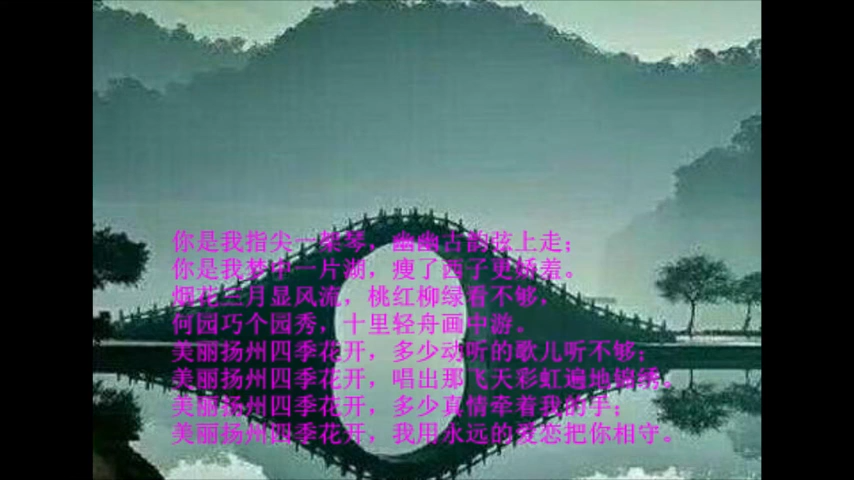 你是我指尖一架琴，幽幽古韵弦上走；
你是我梦中一片湖，瘦了西子更娇羞。
烟花三月显风流，桃红柳绿看不够，
何园巧个园秀，十里轻舟画中游。
美丽扬州四季花开，多少动听的歌儿听不够；
美丽扬州四季花开，唱出那飞天彩虹遍地锦绣。
美丽扬州四季花开，多少真情牵着我的手；
美丽扬州四季花开，我用永远的爱恋把你相守。